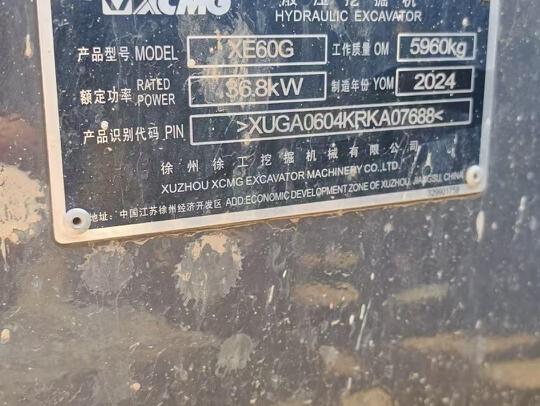 XCMG 液压挖掘机
HYDRAULIC EXCAVATOR
产品型号 MODEL XE60G 工作质量 OM 5960kg
额定功率 RATED POWER 36.8kW 制造年份 YOM 2024
产品识别代码 PIN >XUGA0604KRKA07688<
徐州徐工挖掘机械有限公司
XUZHOU XCMG EXCAVATOR MACHINERY CO.,LTD.
地址: 中国江苏徐州经济开发区 ADD:ECONOMIC DEVELOPMENT ZONE OF XUZHOU, JIANGSU, CHINA